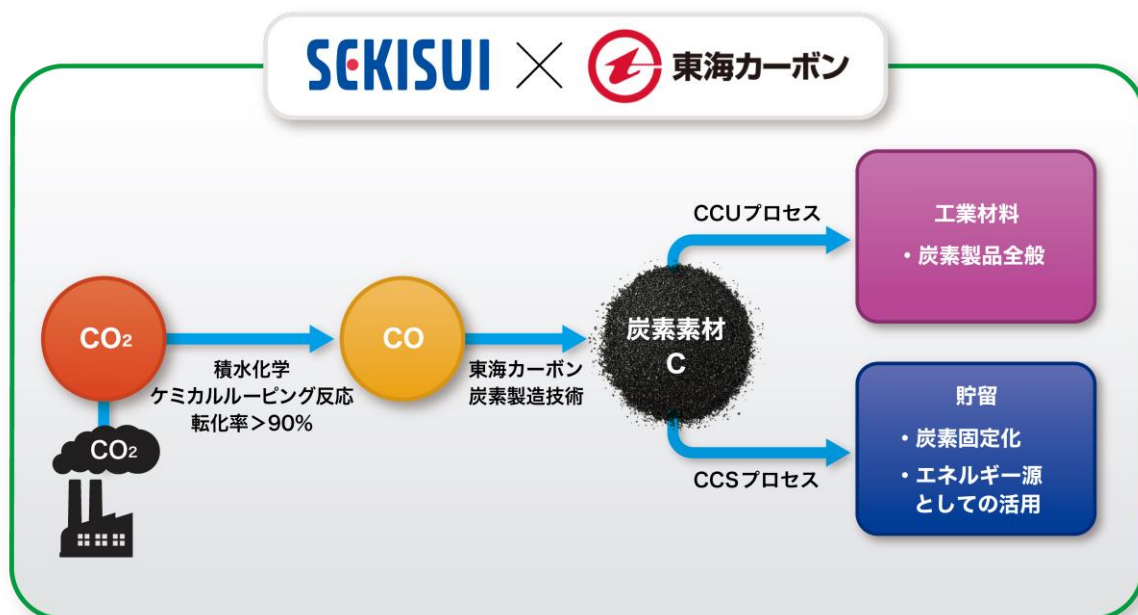 SEKISUI × 東海カーボン
CO2
積水化学
ケミカルルーピング反応
転化率＞90%
CO2
CO
東海カーボン
炭素製造技術
炭素素材
C
CCUプロセス
工業材料
・炭素製品全般
CCSプロセス
貯留
・炭素固定化
・エネルギー源
としての活用